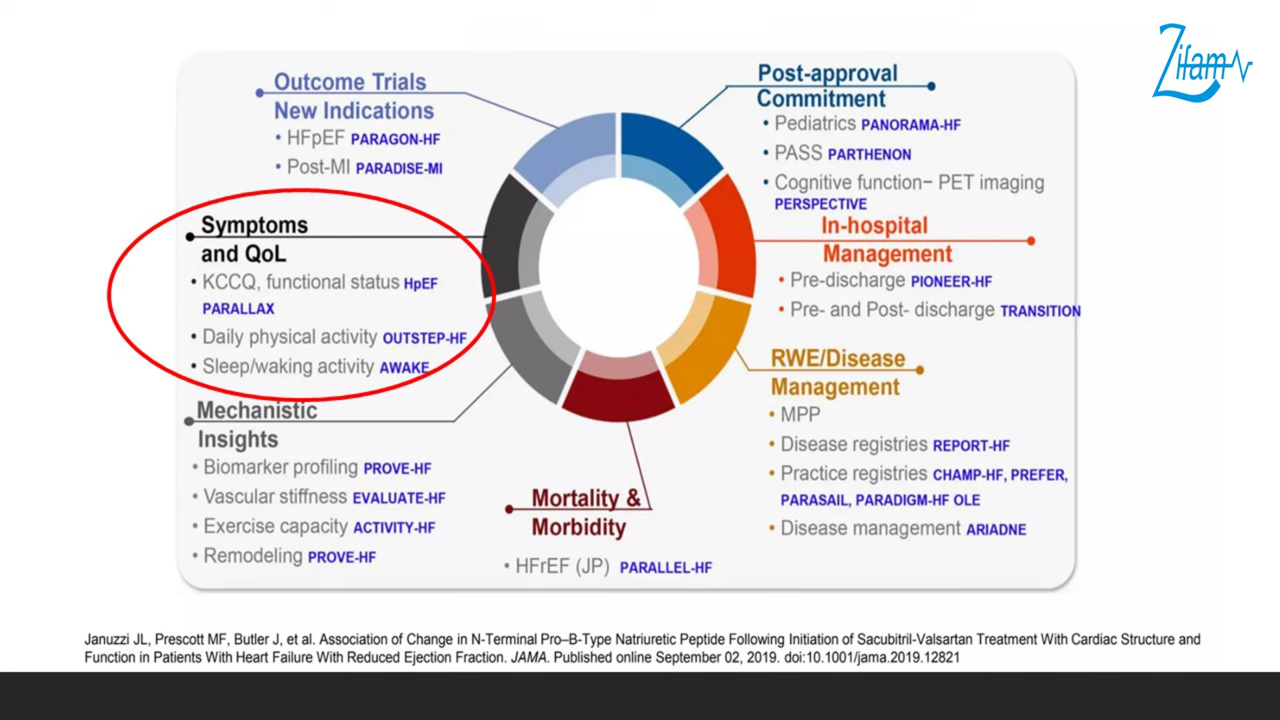 Zifam
Outcome Trials
New Indications
• HFpEF PARAGON-HF
• Post-MI PARADISE-MI
Symptoms
and QoL
• KCCQ, functional status HpEF
PARALLAX
• Daily physical activity OUTSTEP-HF
• Sleep/waking activity AWAKE
Mechanistic
Insights
• Biomarker profiling PROVE-HF
• Vascular stiffness EVALUATE-HF
• Exercise capacity ACTIVITY-HF
• Remodeling PROVE-HF
Mortality &
Morbidity
• HFrEF (JP) PARALLEL-HF
Post-approval
Commitment
• Pediatrics PANORAMA-HF
• PASS PARTHENON
• Cognitive function− PET imaging
PERSPECTIVE
In-hospital
Management
• Pre-discharge PIONEER-HF
• Pre- and Post- discharge TRANSITION
RWE/Disease
Management
• MPP
• Disease registries REPORT-HF
• Practice registries CHAMP-HF, PREFER,
PARASAIL, PARADIGM-HF OLE
• Disease management ARIADNE
Januzzi JL, Prescott MF, Butler J, et al. Association of Change in N-Terminal Pro–B-Type Natriuretic Peptide Following Initiation of Sacubitril-Valsartan Treatment With Cardiac Structure and
Function in Patients With Heart Failure With Reduced Ejection Fraction. JAMA. Published online September 02, 2019. doi:10.1001/jama.2019.12821